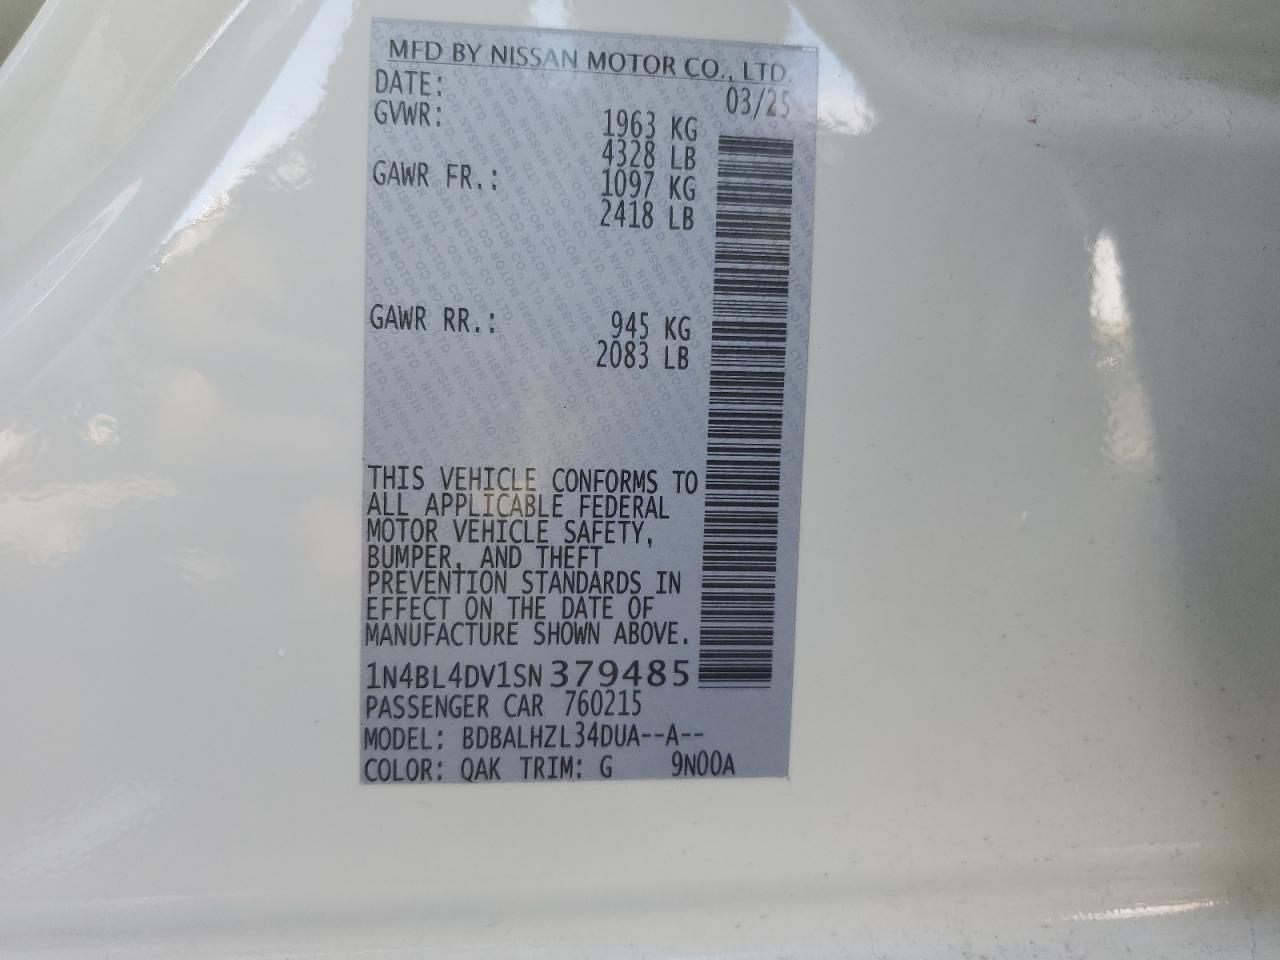 MFD BY NISSAN MOTOR CO., LTD.
DATE: 03/25
GVWR: 1963 KG
4328 LB
GAWR FR.: 1097 KG
2418 LB
GAWR RR.: 945 KG
2083 LB
THIS VEHICLE CONFORMS TO
ALL APPLICABLE FEDERAL
MOTOR VEHICLE SAFETY,
BUMPER, AND THEFT
PREVENTION STANDARDS IN
EFFECT ON THE DATE OF
MANUFACTURE SHOWN ABOVE.
1N4BL4DV1SN379485
PASSENGER CAR 760215
MODEL: BDBALHZL34DUA--A--
COLOR: QAK TRIM: G 9N00A